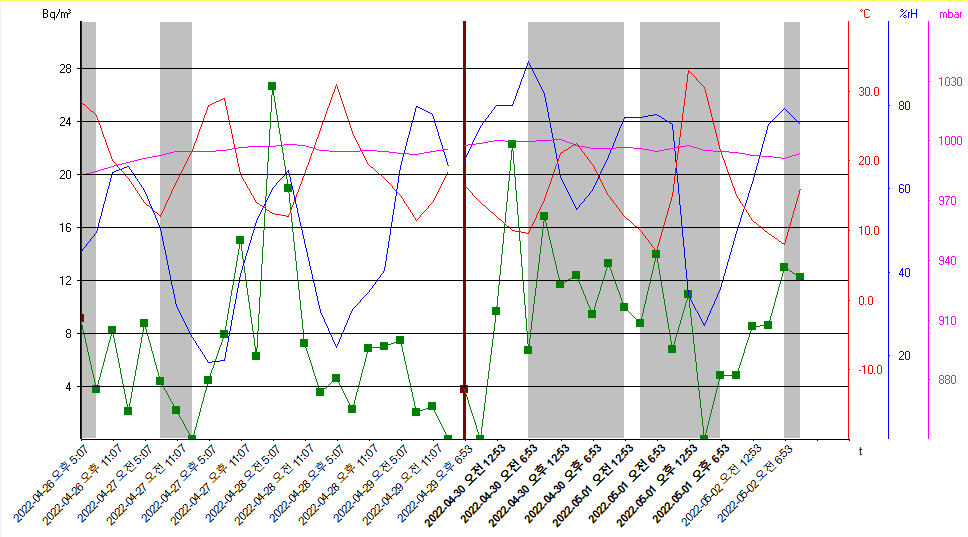 Bq/m³ °C %rH mbar
28 1030
30.0
24 80
1000
20 20.0
60 970
16
10.0
940
12 40
0.0
910
8
20
-10.0
4 880
t
2022-04-26 오후 5:07
2022-04-26 오후 11:07
2022-04-27 오전 5:07
2022-04-27 오전 11:07
2022-04-27 오후 5:07
2022-04-27 오후 11:07
2022-04-28 오전 5:07
2022-04-28 오전 11:07
2022-04-28 오후 5:07
2022-04-28 오후 11:07
2022-04-29 오전 5:07
2022-04-29 오전 11:07
2022-04-29 오후 6:53
2022-04-30 오전 12:53
2022-04-30 오전 6:53
2022-04-30 오후 12:53
2022-04-30 오후 6:53
2022-05-01 오전 12:53
2022-05-01 오전 6:53
2022-05-01 오후 12:53
2022-05-01 오후 6:53
2022-05-02 오전 12:53
2022-05-02 오전 6:53